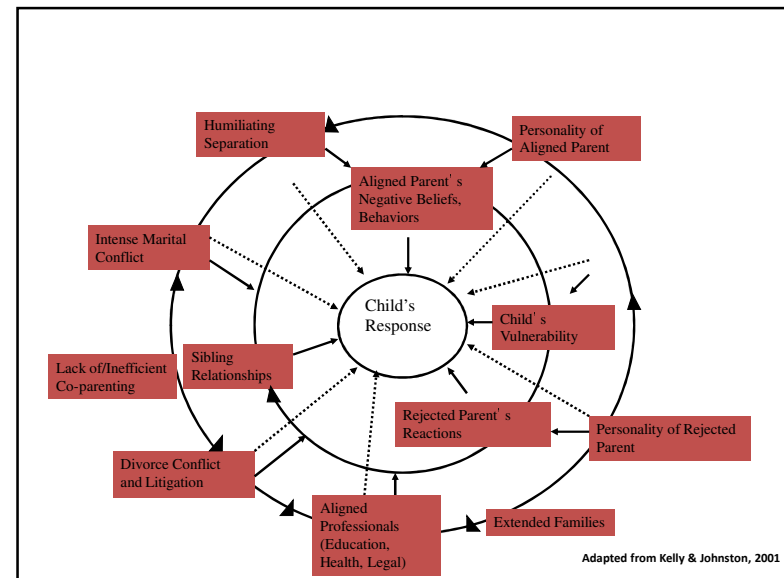 Humiliating
Separation
Personality of
Aligned Parent
Aligned Parent's
Negative Beliefs,
Behaviors
Intense Marital
Conflict
Child's
Response
Child's
Vulnerability
Lack of/Inefficient
Co-parenting
Sibling
Relationships
Rejected Parent's
Reactions
Personality of Rejected
Parent
Divorce Conflict
and Litigation
Aligned
Professionals
(Education,
Health, Legal)
Extended Families
Adapted from Kelly & Johnston, 2001